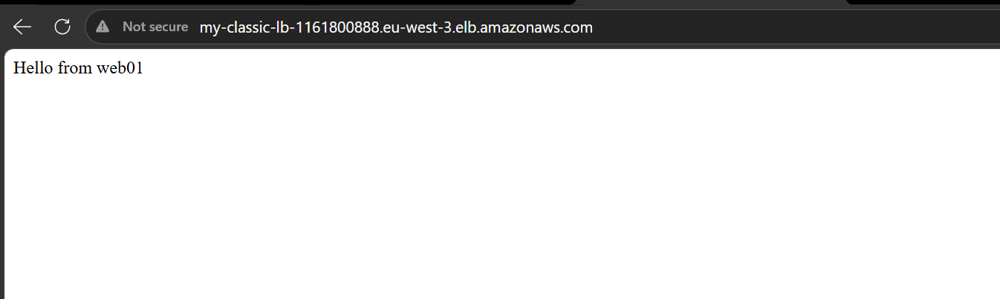 Not secure my-classic-lb-1161800888.eu-west-3.elb.amazonaws.com
Hello from web01